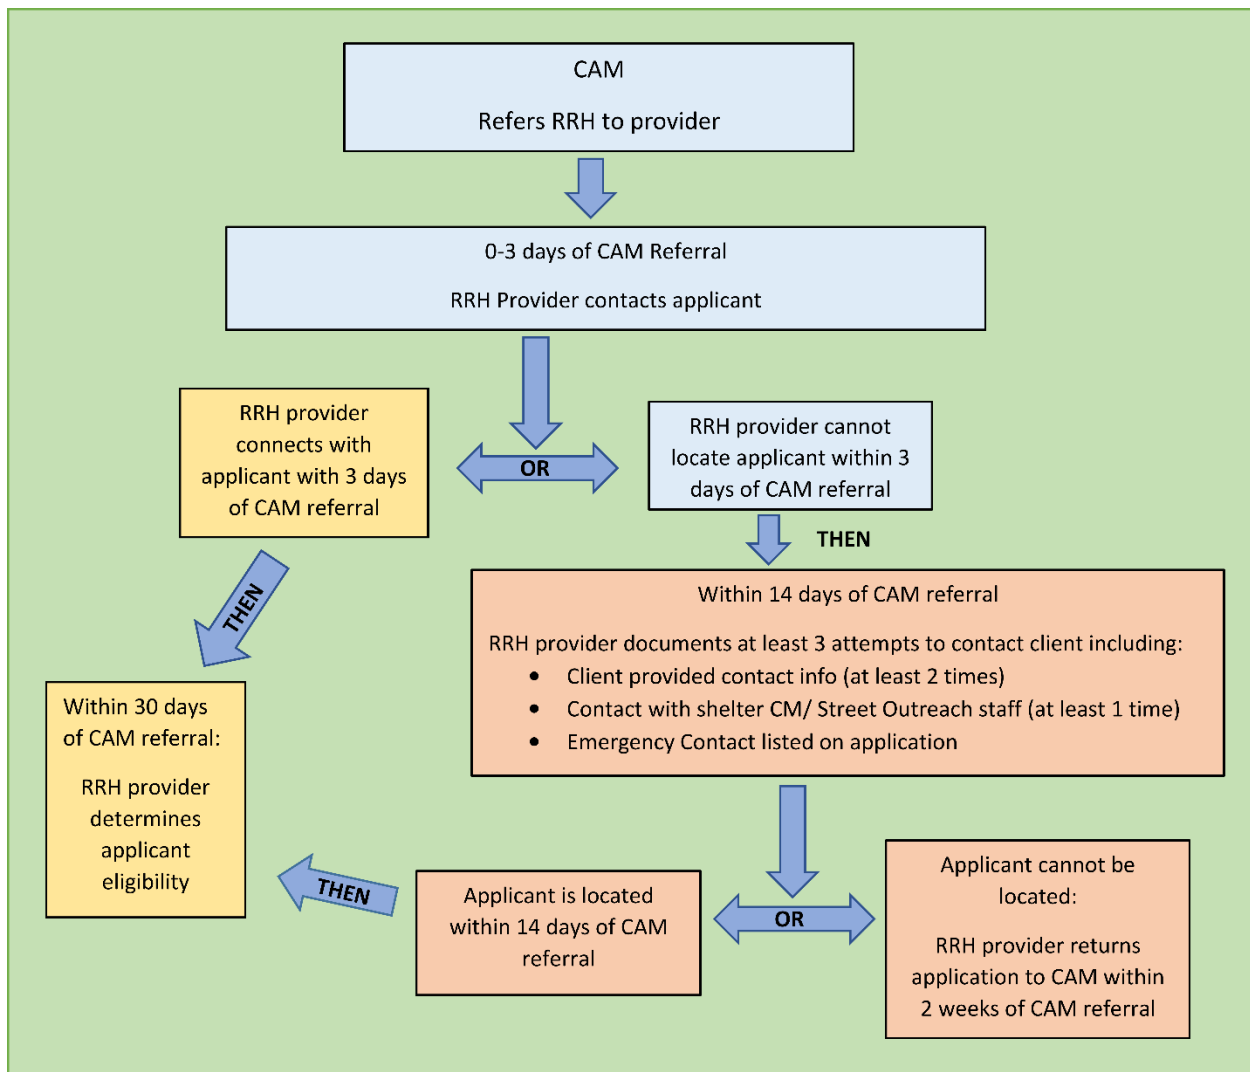 CAM
Refers RRH to provider
0-3 days of CAM Referral
RRH Provider contacts applicant
RRH provider
connects with
applicant with 3 days
of CAM referral
OR
RRH provider cannot
locate applicant within 3
days of CAM referral
THEN
THEN
Within 14 days of CAM referral
RRH provider documents at least 3 attempts to contact client including:
• Client provided contact info (at least 2 times)
• Contact with shelter CM/ Street Outreach staff (at least 1 time)
• Emergency Contact listed on application
Within 30 days
of CAM referral:
RRH provider
determines
applicant
eligibility
THEN
Applicant is located
within 14 days of CAM
referral
OR
Applicant cannot be
located:
RRH provider returns
application to CAM within
2 weeks of CAM referral